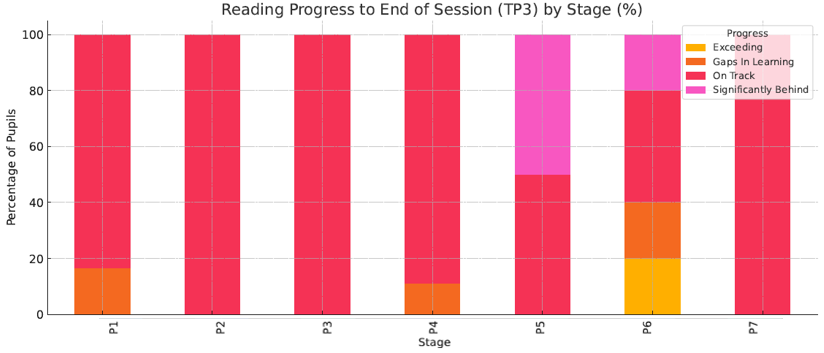 Reading Progress to End of Session (TP3) by Stage (%)
Progress
Exceeding
Gaps In Learning
On Track
Significantly Behind
Percentage of Pupils
100
80
60
40
20
0
P1
P2
P3
P4
P5
P6
P7
Stage